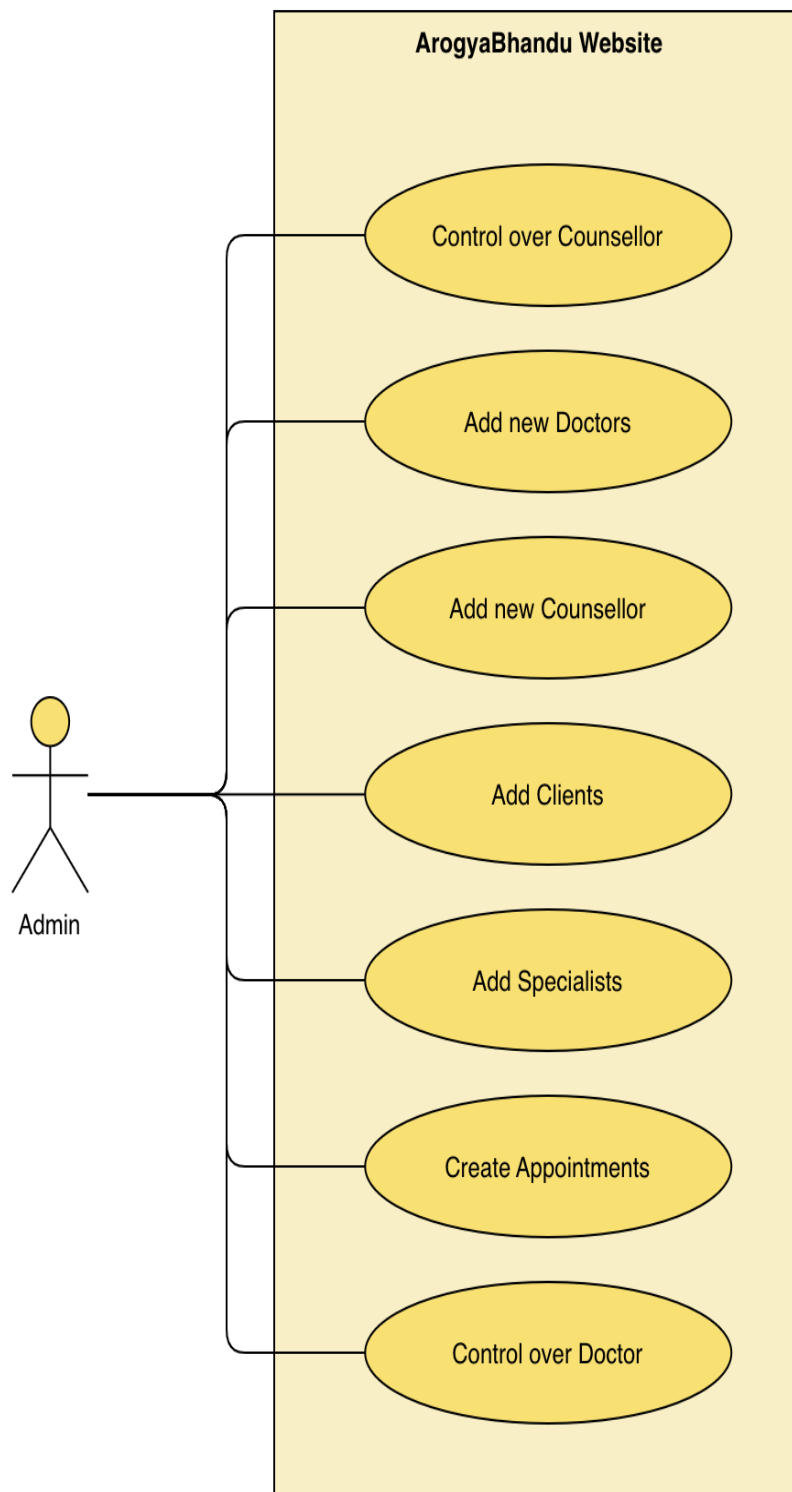 ArogyaBhandu Website
Control over Counsellor
Add new Doctors
Add new Counsellor
Add Clients
Admin
Add Specialists
Create Appointments
Control over Doctor